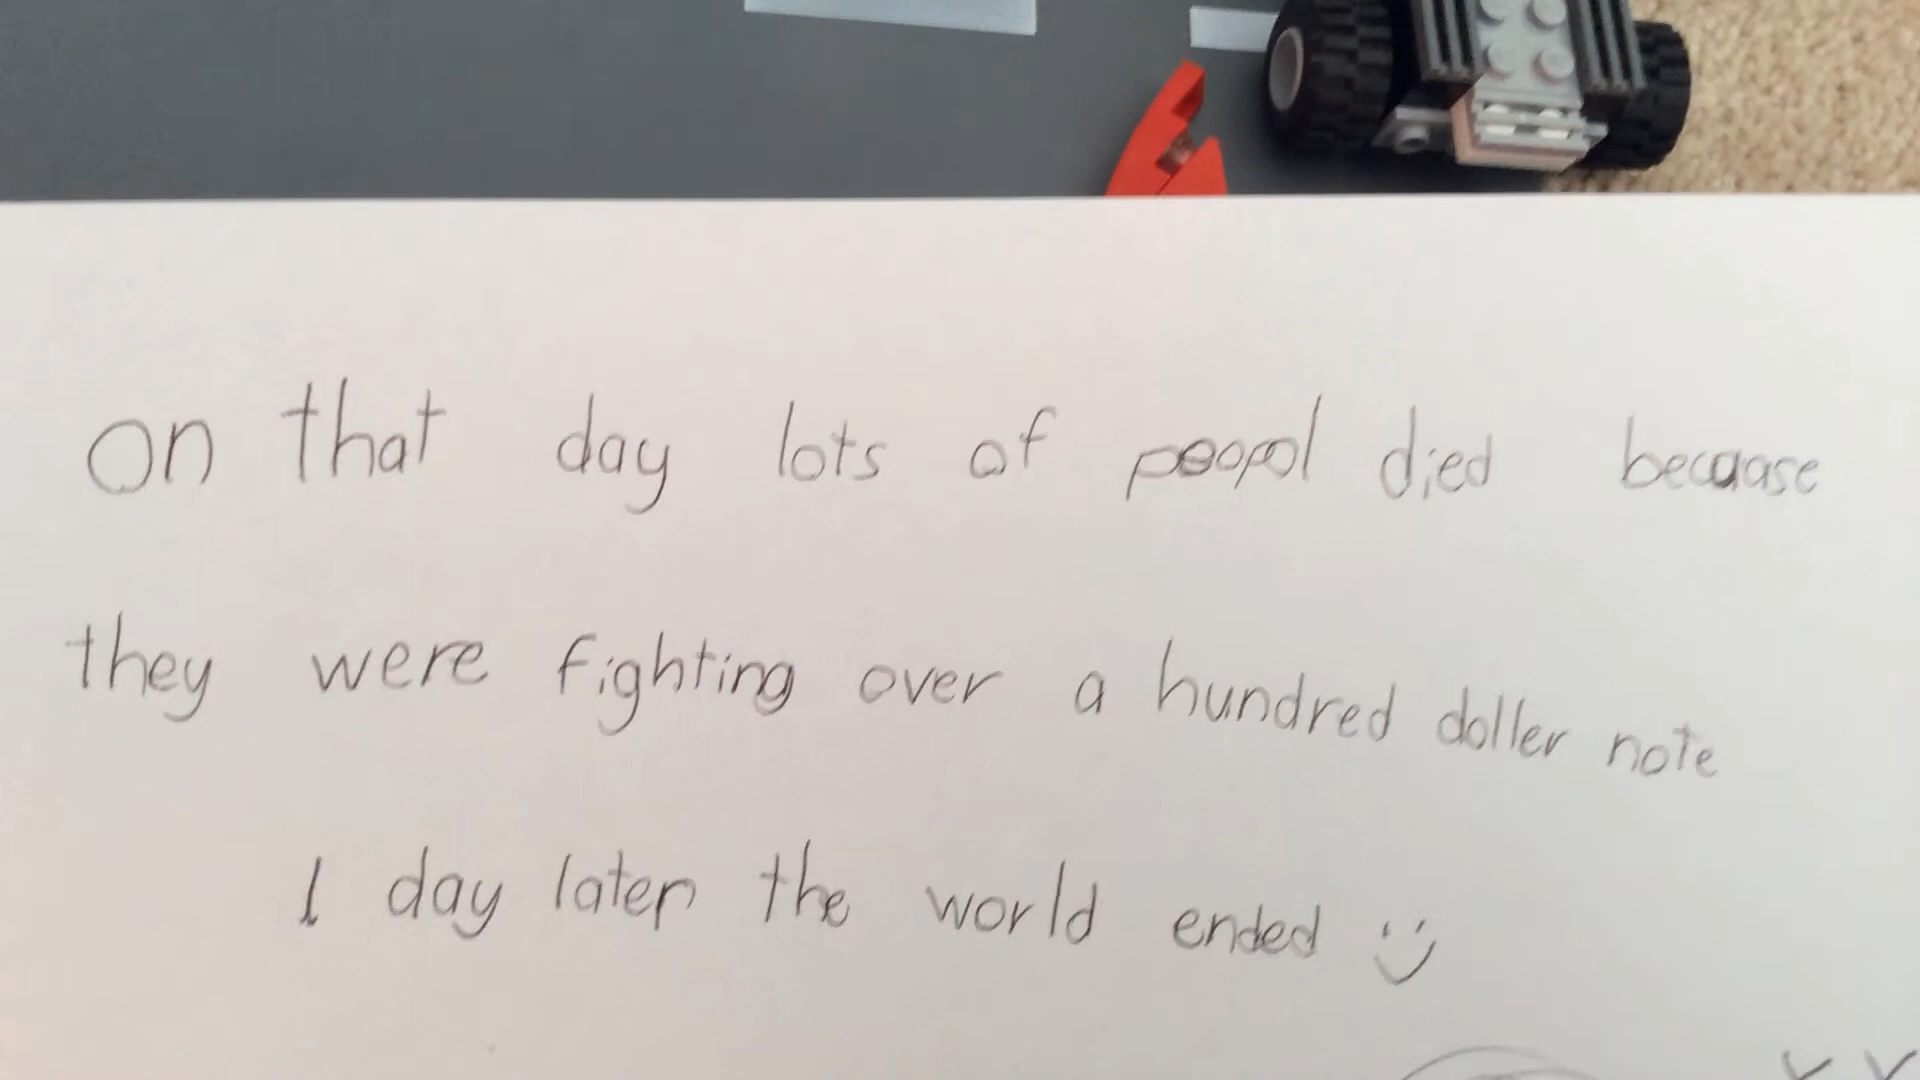 on that day lots of peopol died becaase
they were fighting over a hundred doller note
1 day later the world ended :)